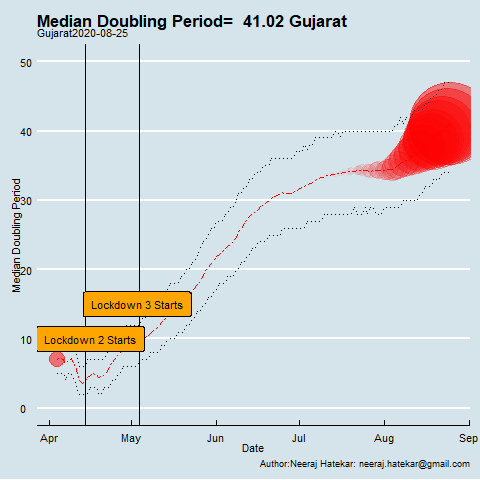 Median Doubling Period=  41.02 Gujarat
Gujarat2020-08-25
Median Doubling Period
50
40
30
20
10
0
Lockdown 3 Starts
Lockdown 2 Starts
Apr May Jun Jul Aug Sep
Date
Author:Neeraj Hatekar: neeraj.hatekar@gmail.com